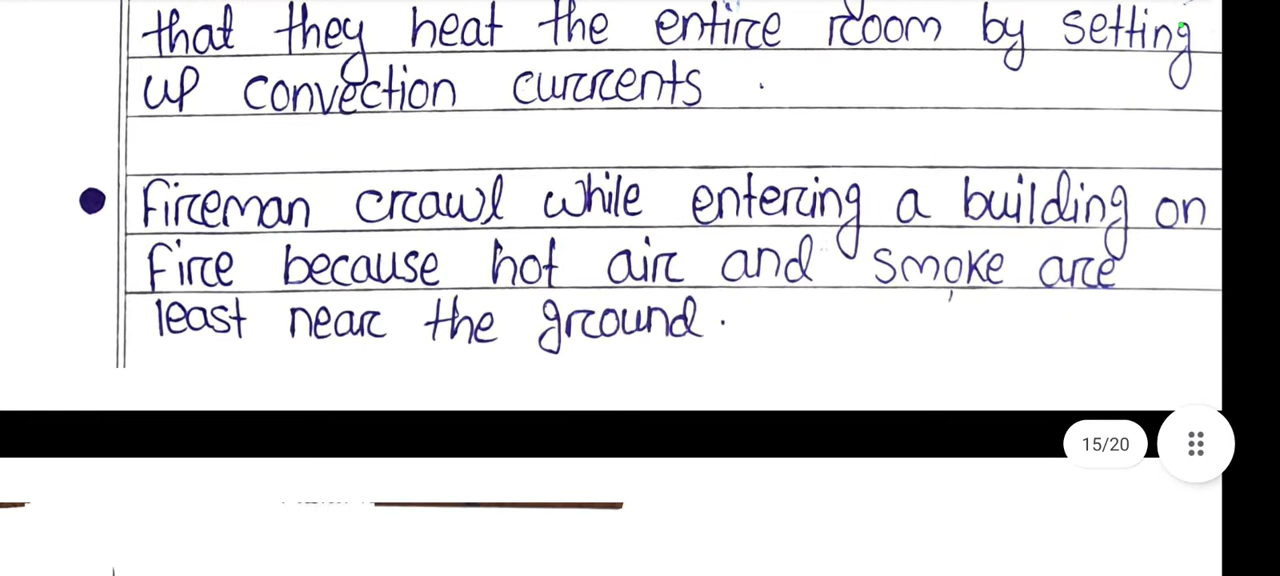 that they heat the entire room by setting
up convection currents .
Fireman crawl while entering a building on
fire because hot air and smoke are
least near the ground .
15/20